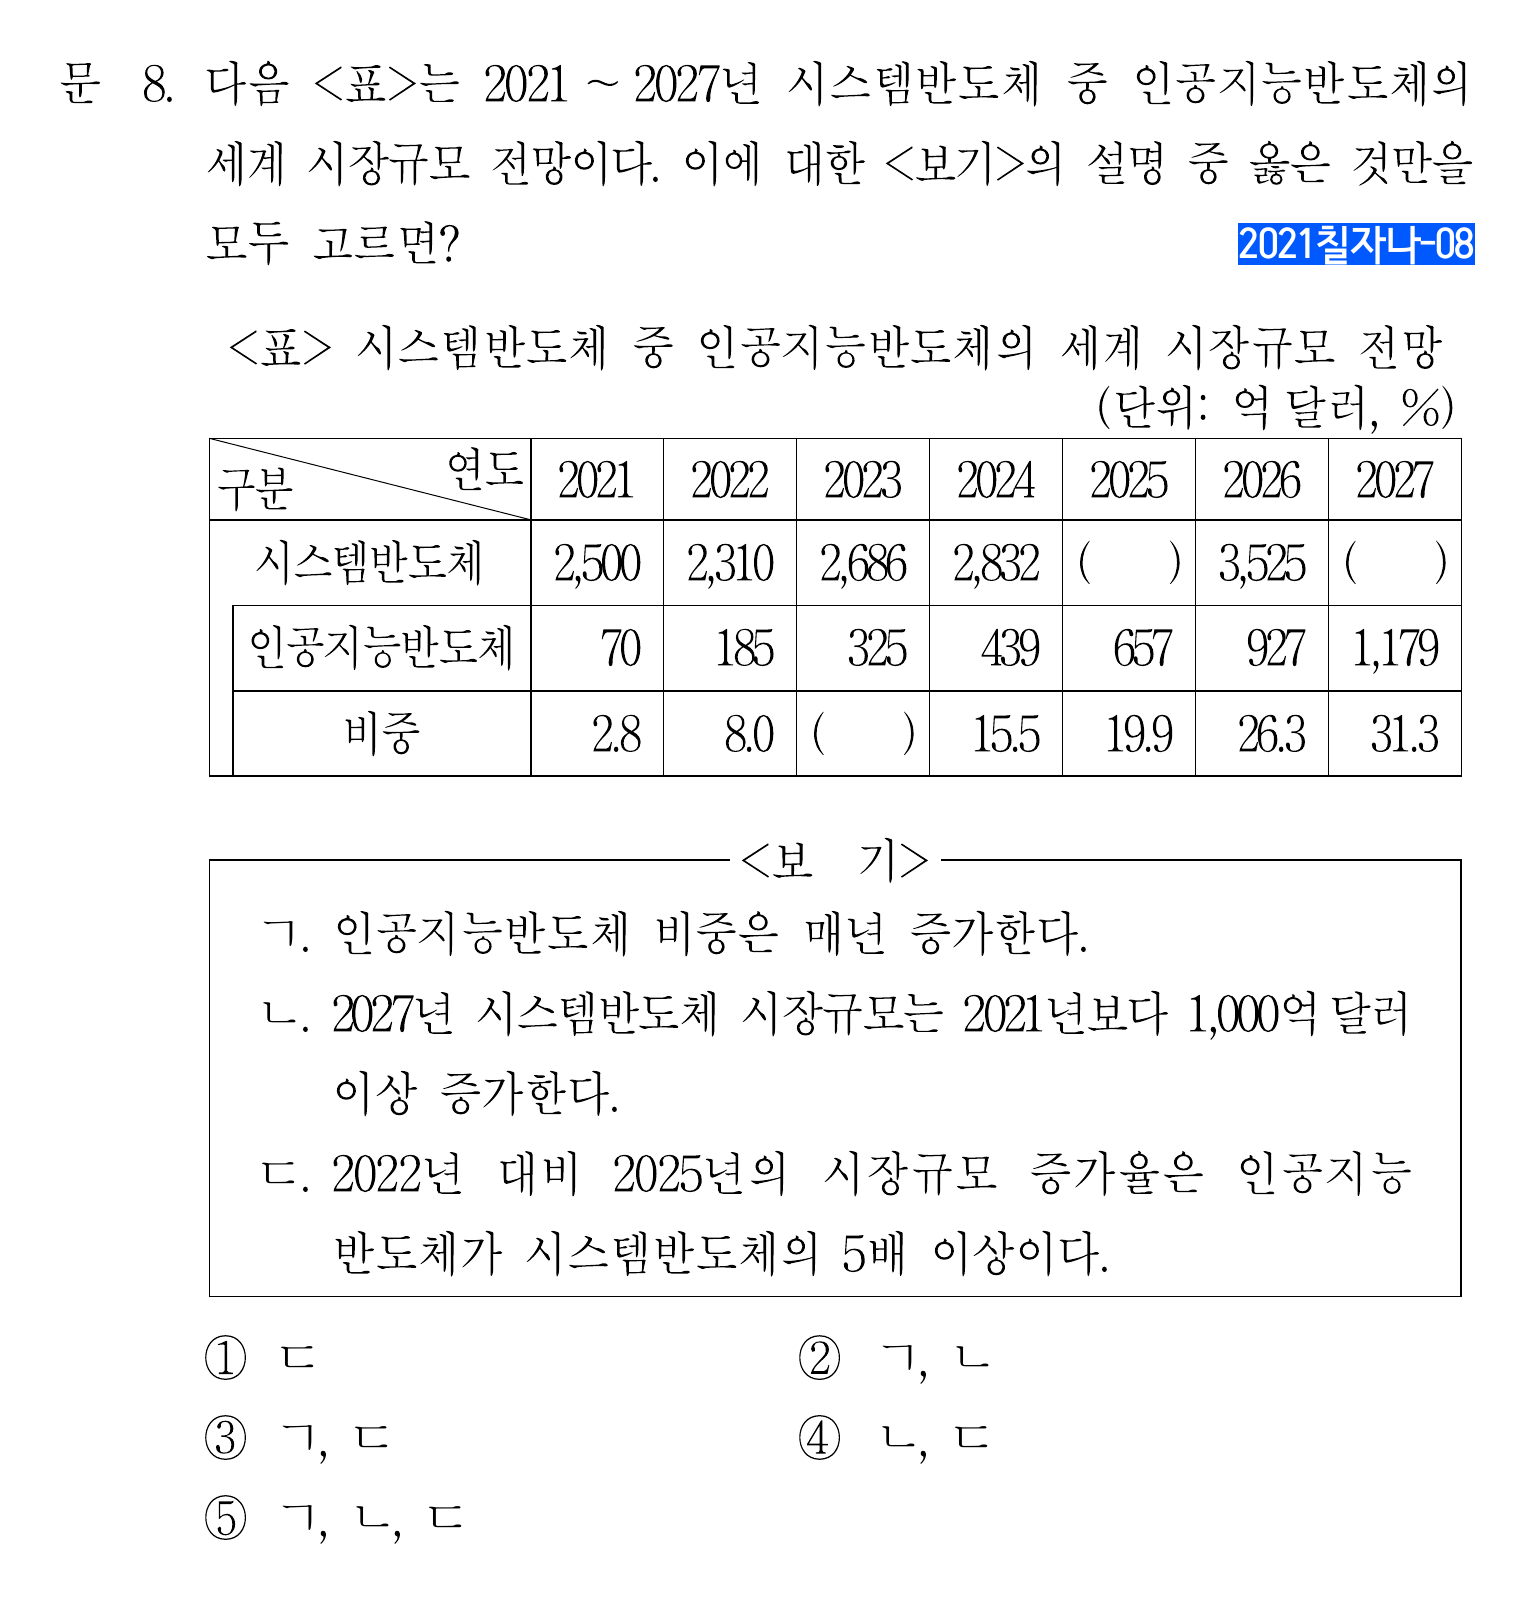 문 8. 다음 <표>는 2021 ~ 2027년 시스템반도체 중 인공지능반도체의
세계 시장규모 전망이다. 이에 대한 <보기>의 설명 중 옳은 것만을
모두 고르면?
2021칠자나-08
<표> 시스템반도체 중 인공지능반도체의 세계 시장규모 전망
(단위: 억 달러, %)
구분 연도 2021 2022 2023 2024 2025 2026 2027
시스템반도체 2,500 2,310 2,686 2,832 ( ) 3,525 ( )
인공지능반도체 70 185 325 439 657 927 1,179
비중 2.8 8.0 ( ) 15.5 19.9 26.3 31.3
<보 기>
ㄱ. 인공지능반도체 비중은 매년 증가한다.
ㄴ. 2027년 시스템반도체 시장규모는 2021년보다 1,000억 달러
이상 증가한다.
ㄷ. 2022년 대비 2025년의 시장규모 증가율은 인공지능
반도체가 시스템반도체의 5배 이상이다.
① ㄷ ② ㄱ, ㄴ
③ ㄱ, ㄷ ④ ㄴ, ㄷ
⑤ ㄱ, ㄴ, ㄷ